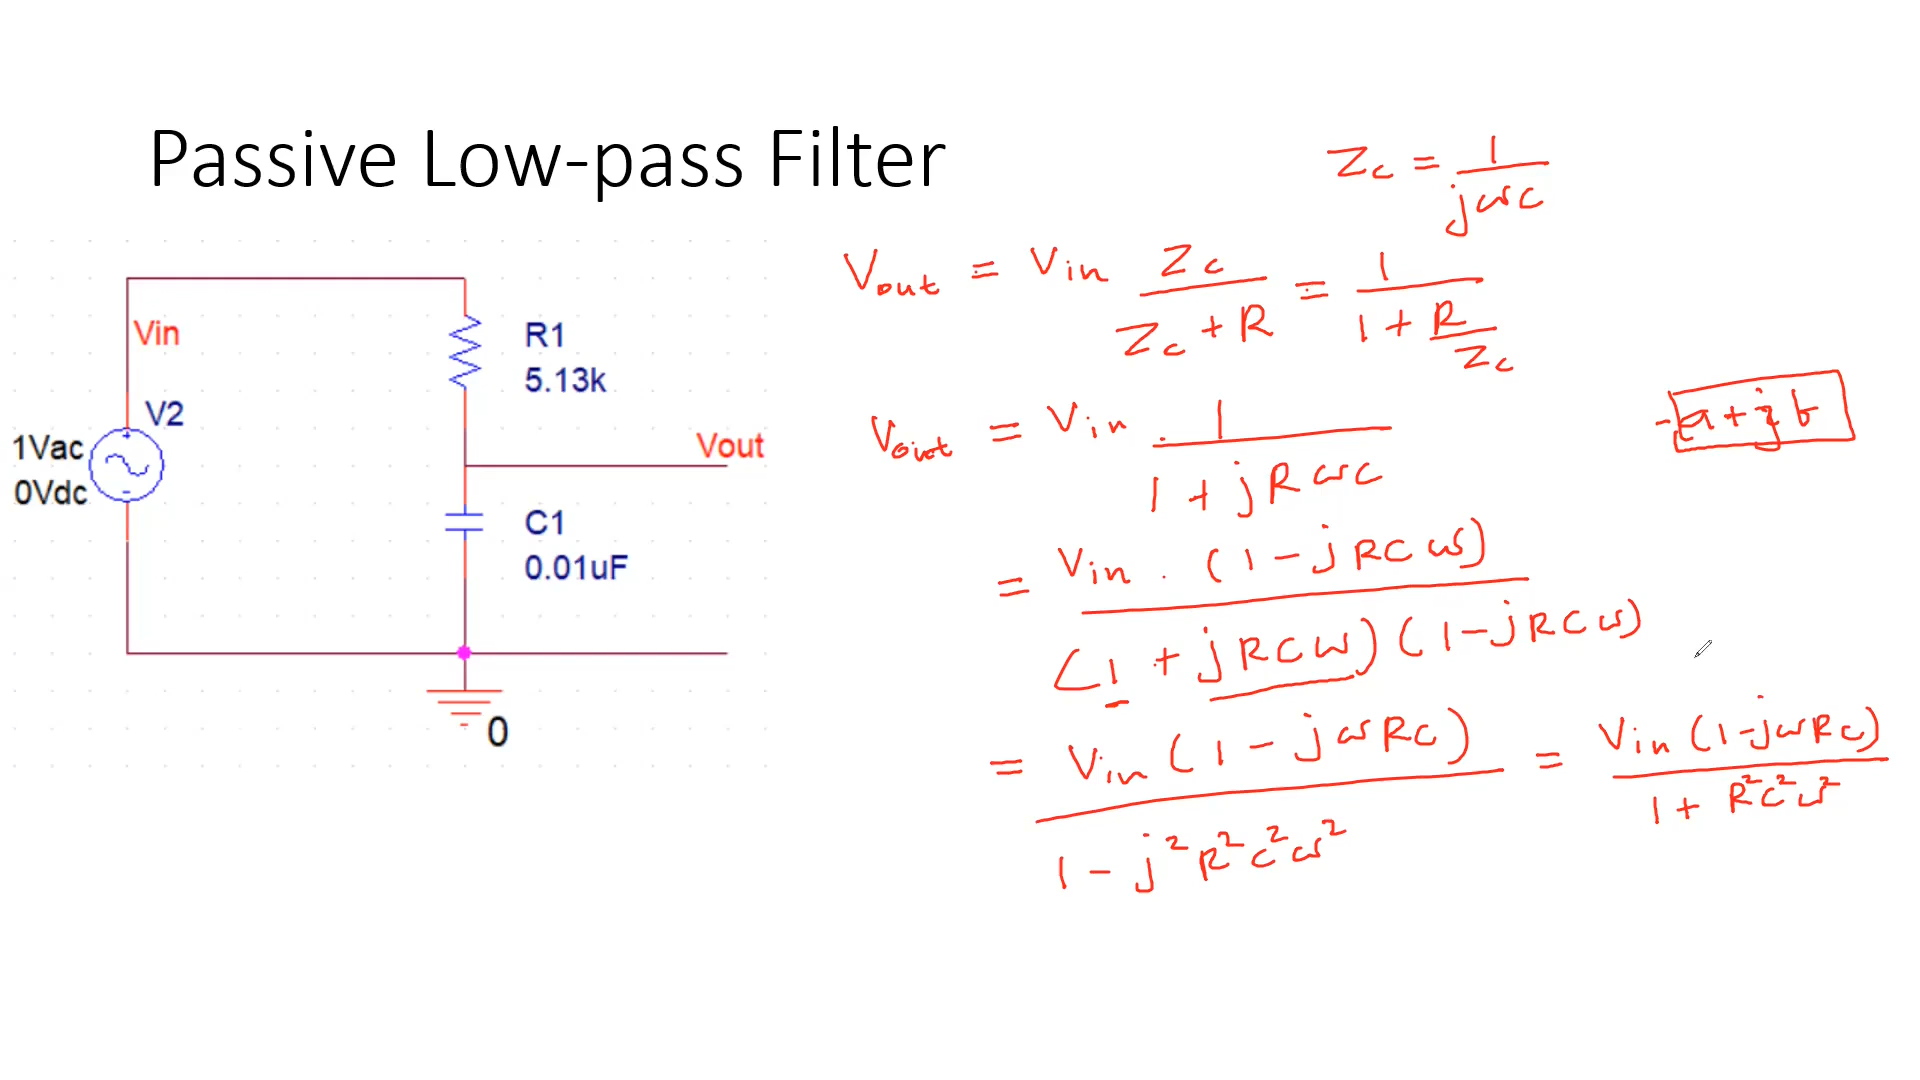 Passive Low-pass Filter
Vin
R1
5.13k
V2
1Vac
0Vdc
Vout
C1
0.01uF
0
Zc = 1/(jωc)
Vout = Vin Zc/(Zc + R) = 1/(1 + R/Zc)
Vout = Vin · 1/(1 + jRωc)
a + jb
= Vin · (1 - jRCω)/((1 + jRCω)(1 - jRCω))
= Vin (1 - jωRC)/(1 - j²R²C²ω²) = Vin (1 - jωRC)/(1 + R²C²ω²)